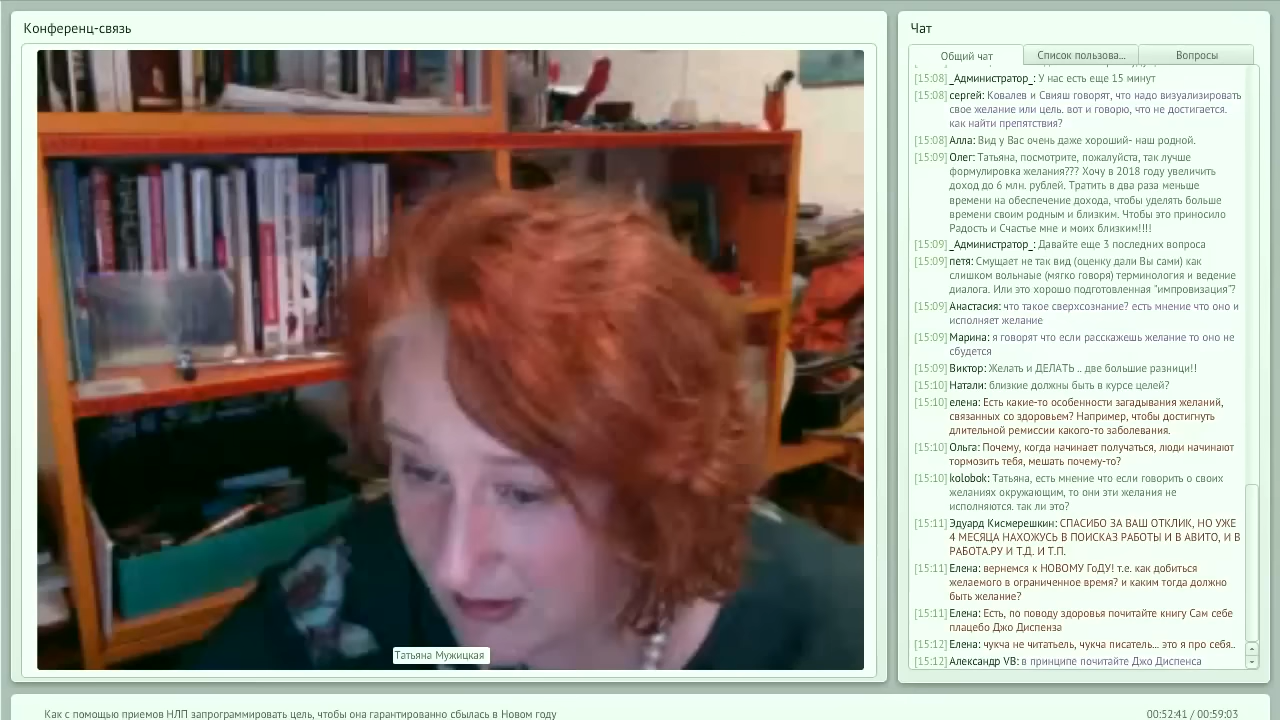 Конференц-связь
Татьяна Мужицкая
Чат
Общий чат
Список пользова...
Вопросы
[15:08] _Администратор_: У нас есть еще 15 минут
[15:08] сергей: Ковалев и Свияш говорят, что надо визуализировать
свое желание или цель. вот и говорю, что не достигается.
как найти препятствия?
[15:08] Алла: Вид у Вас очень даже хороший- наш родной.
[15:09] Олег: Татьяна, посмотрите, пожалуйста, так лучше
формулировка желания??? Хочу в 2018 году увеличить
доход до 6 млн. рублей. Тратить в два раза меньше
времени на обеспечение дохода, чтобы уделять больше
времени своим родным и близким. Чтобы это приносило
Радость и Счастье мне и моих близким!!!!
[15:09] _Администратор_: Давайте еще 3 последних вопроса
[15:09] петя: Смущает не так вид (оценку дали Вы сами) как
слишком вольнаые (мягко говоря) терминология и ведение
диалога. Или это хорошо подготовленная "импровизация"?
[15:09] Анастасия: что такое сверхсознание? есть мнение что оно и
исполняет желание
[15:09] Марина: я говорят что если расскажешь желание то оно не
сбудется
[15:09] Виктор: Желать и ДЕЛАТЬ .. две большие разници!!
[15:10] Натали: близкие должны быть в курсе целей?
[15:10] елена: Есть какие-то особенности загадывания желаний,
связанных со здоровьем? Например, чтобы достигнуть
длительной ремиссии какого-то заболевания.
[15:10] Ольга: Почему, когда начинает получаться, люди начинают
тормозить тебя, мешать почему-то?
[15:10] kolobok: Татьяна, есть мнение что если говорить о своих
желаниях окружающим, то они эти желания не
исполняются. так ли это?
[15:11] Эдуард Кисмерешкин: СПАСИБО ЗА ВАШ ОТКЛИК, НО УЖЕ
4 МЕСЯЦА НАХОЖУСЬ В ПОИСКАЗ РАБОТЫ И В АВИТО, И В
РАБОТА.РУ И Т.Д. И Т.П.
[15:11] Елена: вернемся к НОВОМУ ГоДУ! т.е. как добиться
желаемого в ограниченное время? и каким тогда должно
быть желание?
[15:11] Елена: Есть, по поводу здоровья почитайте книгу Сам себе
плацебо Джо Диспенза
[15:12] Елена: чукча не читатьель, чукча пиятель... это я про себя..
[15:12] Александр VB: в принципе почитайте Джо Диспенса
Как с помощью приемов НЛП запрограммировать цель, чтобы она гарантированно сбылась в Новом году
00:52:41 / 00:59:03